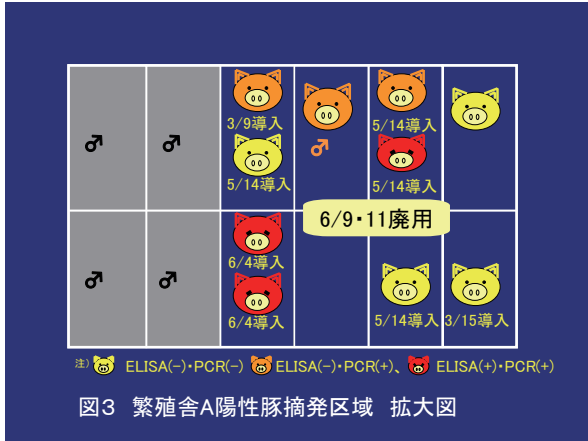 ♂
♂
3/9導入
♂
5/14導入
5/14導入
5/14導入
6/9・11廃用
♂
♂
6/4導入
6/4導入
5/14導入
3/15導入
注) ELISA(-)・PCR(-) ELISA(-)・PCR(+)、 ELISA(+)・PCR(+)
図3 繁殖舎A陽性豚摘発区域 拡大図